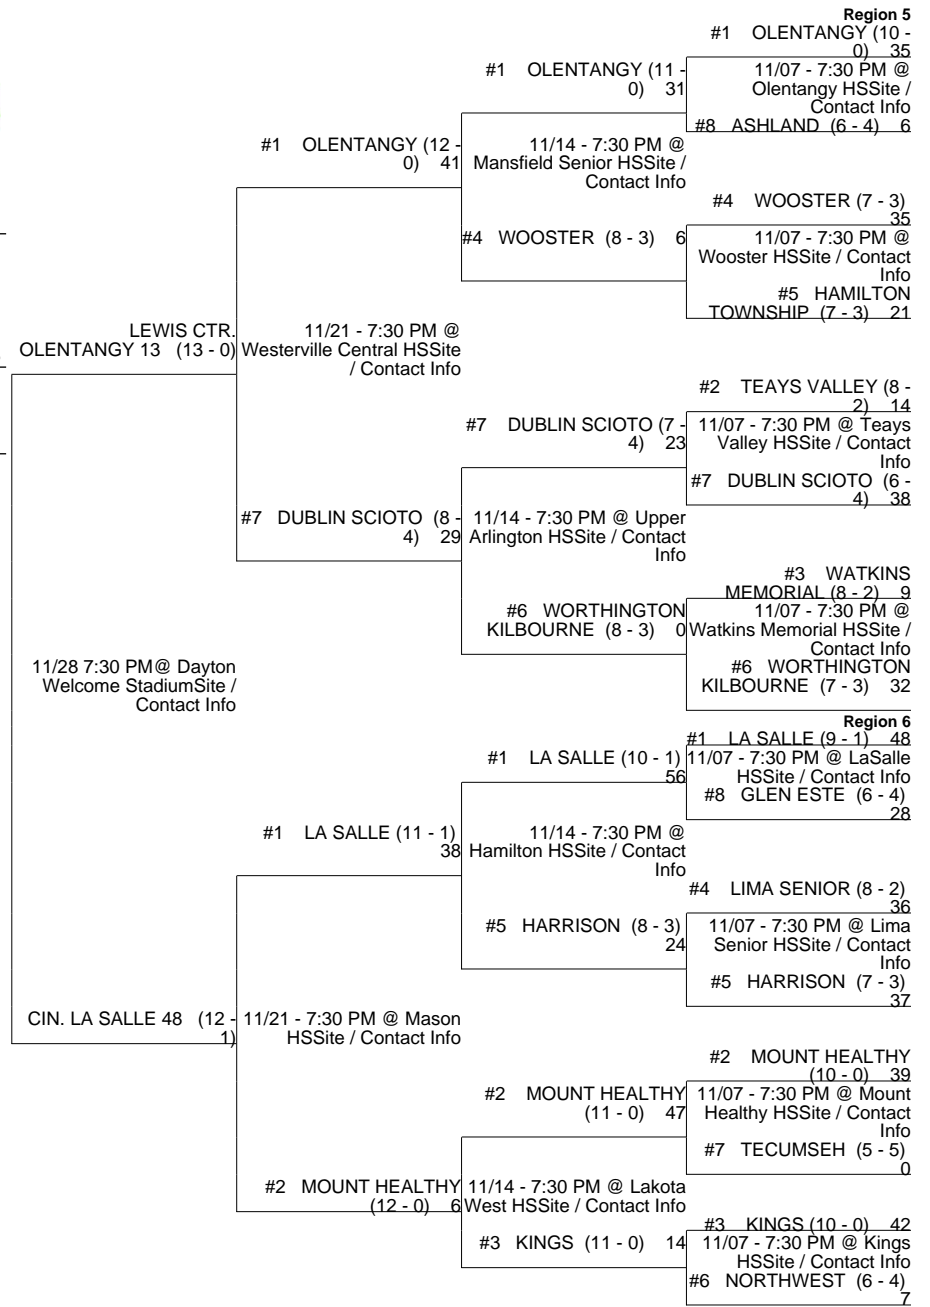 Region 5
#1 OLENTANGY (10 -
0) 35
11/07 - 7:30 PM @
Olentangy HSSite /
Contact Info
#8 ASHLAND (6 - 4) 6
#1 OLENTANGY (11 -
0) 31
11/14 - 7:30 PM @
Mansfield Senior HSSite /
Contact Info
#1 OLENTANGY (12 -
0) 41
#4 WOOSTER (7 - 3)
35
11/07 - 7:30 PM @
Wooster HSSite / Contact
Info
#5 HAMILTON
TOWNSHIP (7 - 3) 21
#4 WOOSTER (8 - 3) 6
LEWIS CTR.
OLENTANGY 13 (13 - 0)
11/21 - 7:30 PM @
Westerville Central HSSite
/ Contact Info
#2 TEAYS VALLEY (8 -
2) 14
11/07 - 7:30 PM @ Teays
Valley HSSite / Contact
Info
#7 DUBLIN SCIOTO (6 -
4) 38
#7 DUBLIN SCIOTO (7 -
4) 23
#7 DUBLIN SCIOTO (8 -
4) 29
11/14 - 7:30 PM @ Upper
Arlington HSSite / Contact
Info
#3 WATKINS
MEMORIAL (8 - 2) 9
11/07 - 7:30 PM @
Watkins Memorial HSSite /
Contact Info
#6 WORTHINGTON
KILBOURNE (7 - 3) 32
#6 WORTHINGTON
KILBOURNE (8 - 3) 0
11/28 7:30 PM@ Dayton
Welcome StadiumSite /
Contact Info
Region 6
#1 LA SALLE (9 - 1) 48
11/07 - 7:30 PM @ LaSalle
HSSite / Contact Info
#8 GLEN ESTE (6 - 4)
28
#1 LA SALLE (10 - 1)
56
#1 LA SALLE (11 - 1)
38
11/14 - 7:30 PM @
Hamilton HSSite / Contact
Info
#4 LIMA SENIOR (8 - 2)
36
11/07 - 7:30 PM @ Lima
Senior HSSite / Contact
Info
#5 HARRISON (7 - 3)
37
#5 HARRISON (8 - 3)
24
CIN. LA SALLE 48 (12 -
1)
11/21 - 7:30 PM @ Mason
HSSite / Contact Info
#2 MOUNT HEALTHY
(10 - 0) 39
11/07 - 7:30 PM @ Mount
Healthy HSSite / Contact
Info
#7 TECUMSEH (5 - 5)
0
#2 MOUNT HEALTHY
(11 - 0) 47
#2 MOUNT HEALTHY
(12 - 0) 6
11/14 - 7:30 PM @ Lakota
West HSSite / Contact Info
#3 KINGS (11 - 0) 14
#3 KINGS (10 - 0) 42
11/07 - 7:30 PM @ Kings
HSSite / Contact Info
#6 NORTHWEST (6 - 4)
7